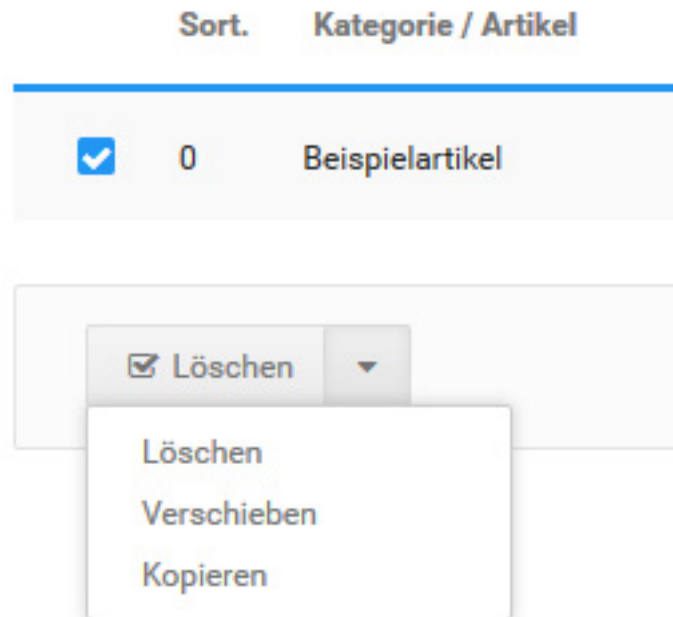 Sort. Kategorie / Artikel
0 Beispielartikel
Löschen
Löschen
Verschieben
Kopieren